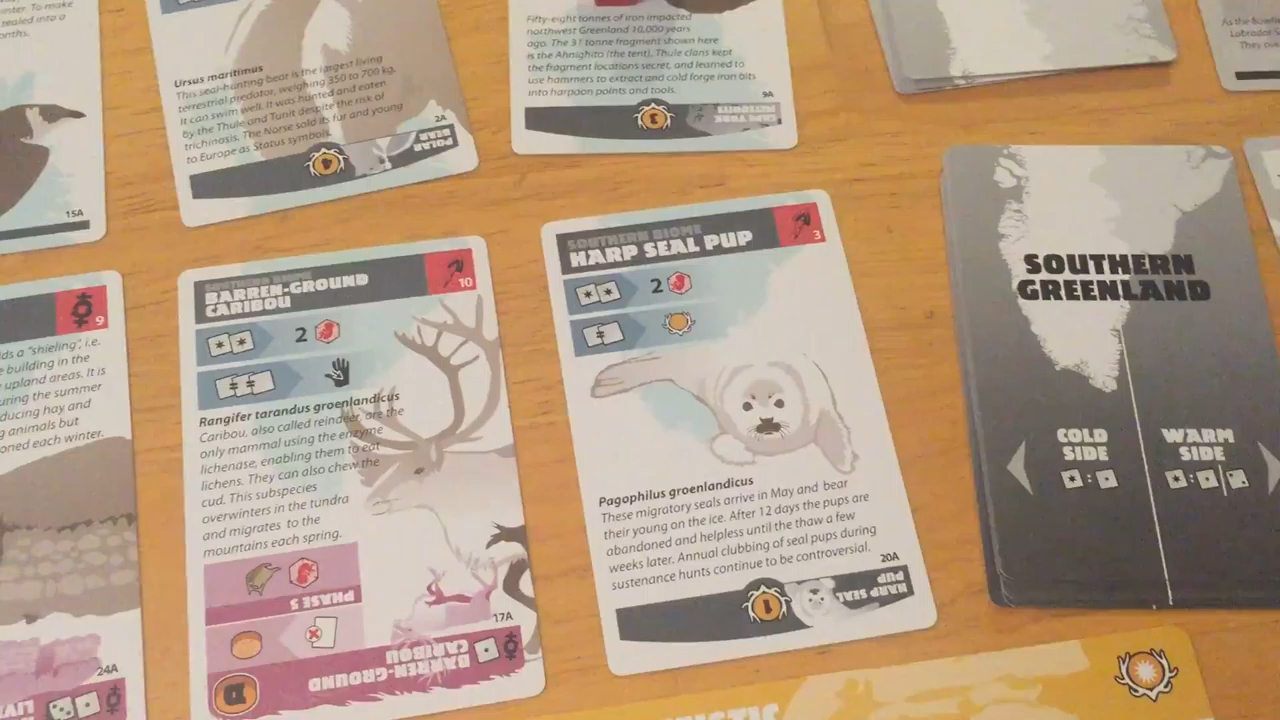 nter. To make
ealed into a
onths.
15A
Ursus maritimus
This seal-hunting bear is the largest living
terrestrial predator, weighing 350 to 700 kg.
It can swim well. It was hunted and eaten
by the Thule and Tunit despite the risk of
trichinosis. The Norse sold its fur and young
to Europe as Status symbols.
2A
POLAR
BEAR
4
Fifty-eight tonnes of iron impacted
northwest Greenland 10,000 years
ago. The 31 tonne fragment shown here
is the Ahnighito (the tent). Thule clans kept
the fragment locations secret, and learned to
use hammers to extract and cold forge iron bits
into harpoon points and tools.
9A
3
CAPE YORK
METEORITE
As the Bowhe
Labrador S
They ove
9
ds a "shieling", i.e.
building in the
upland areas. It is
uring the summer
ducing hay and
g animals but
oned each winter.
24A
SOUTHERN BIOME
BARREN-GROUND
CARIBOU
10
2
Rangifer tarandus groenlandicus
Caribou, also called reindeer, are the
only mammal using the enzyme
lichenase, enabling them to eat
lichens. They can also chew the
cud. This subspecies
overwinters in the tundra
and migrates to the
mountains each spring.
PHASE 5
17A
BARREN-GROUND
CARIBOU
SOUTHERN BIOME
HARP SEAL PUP
3
2
Pagophilus groenlandicus
These migratory seals arrive in May and bear
their young on the ice. After 12 days the pups are
abandoned and helpless until the thaw a few
weeks later. Annual clubbing of seal pups during
sustenance hunts continue to be controversial.
20A
1
HARP SEAL
PUP
SOUTHERN
GREENLAND
COLD
SIDE
WARM
SIDE